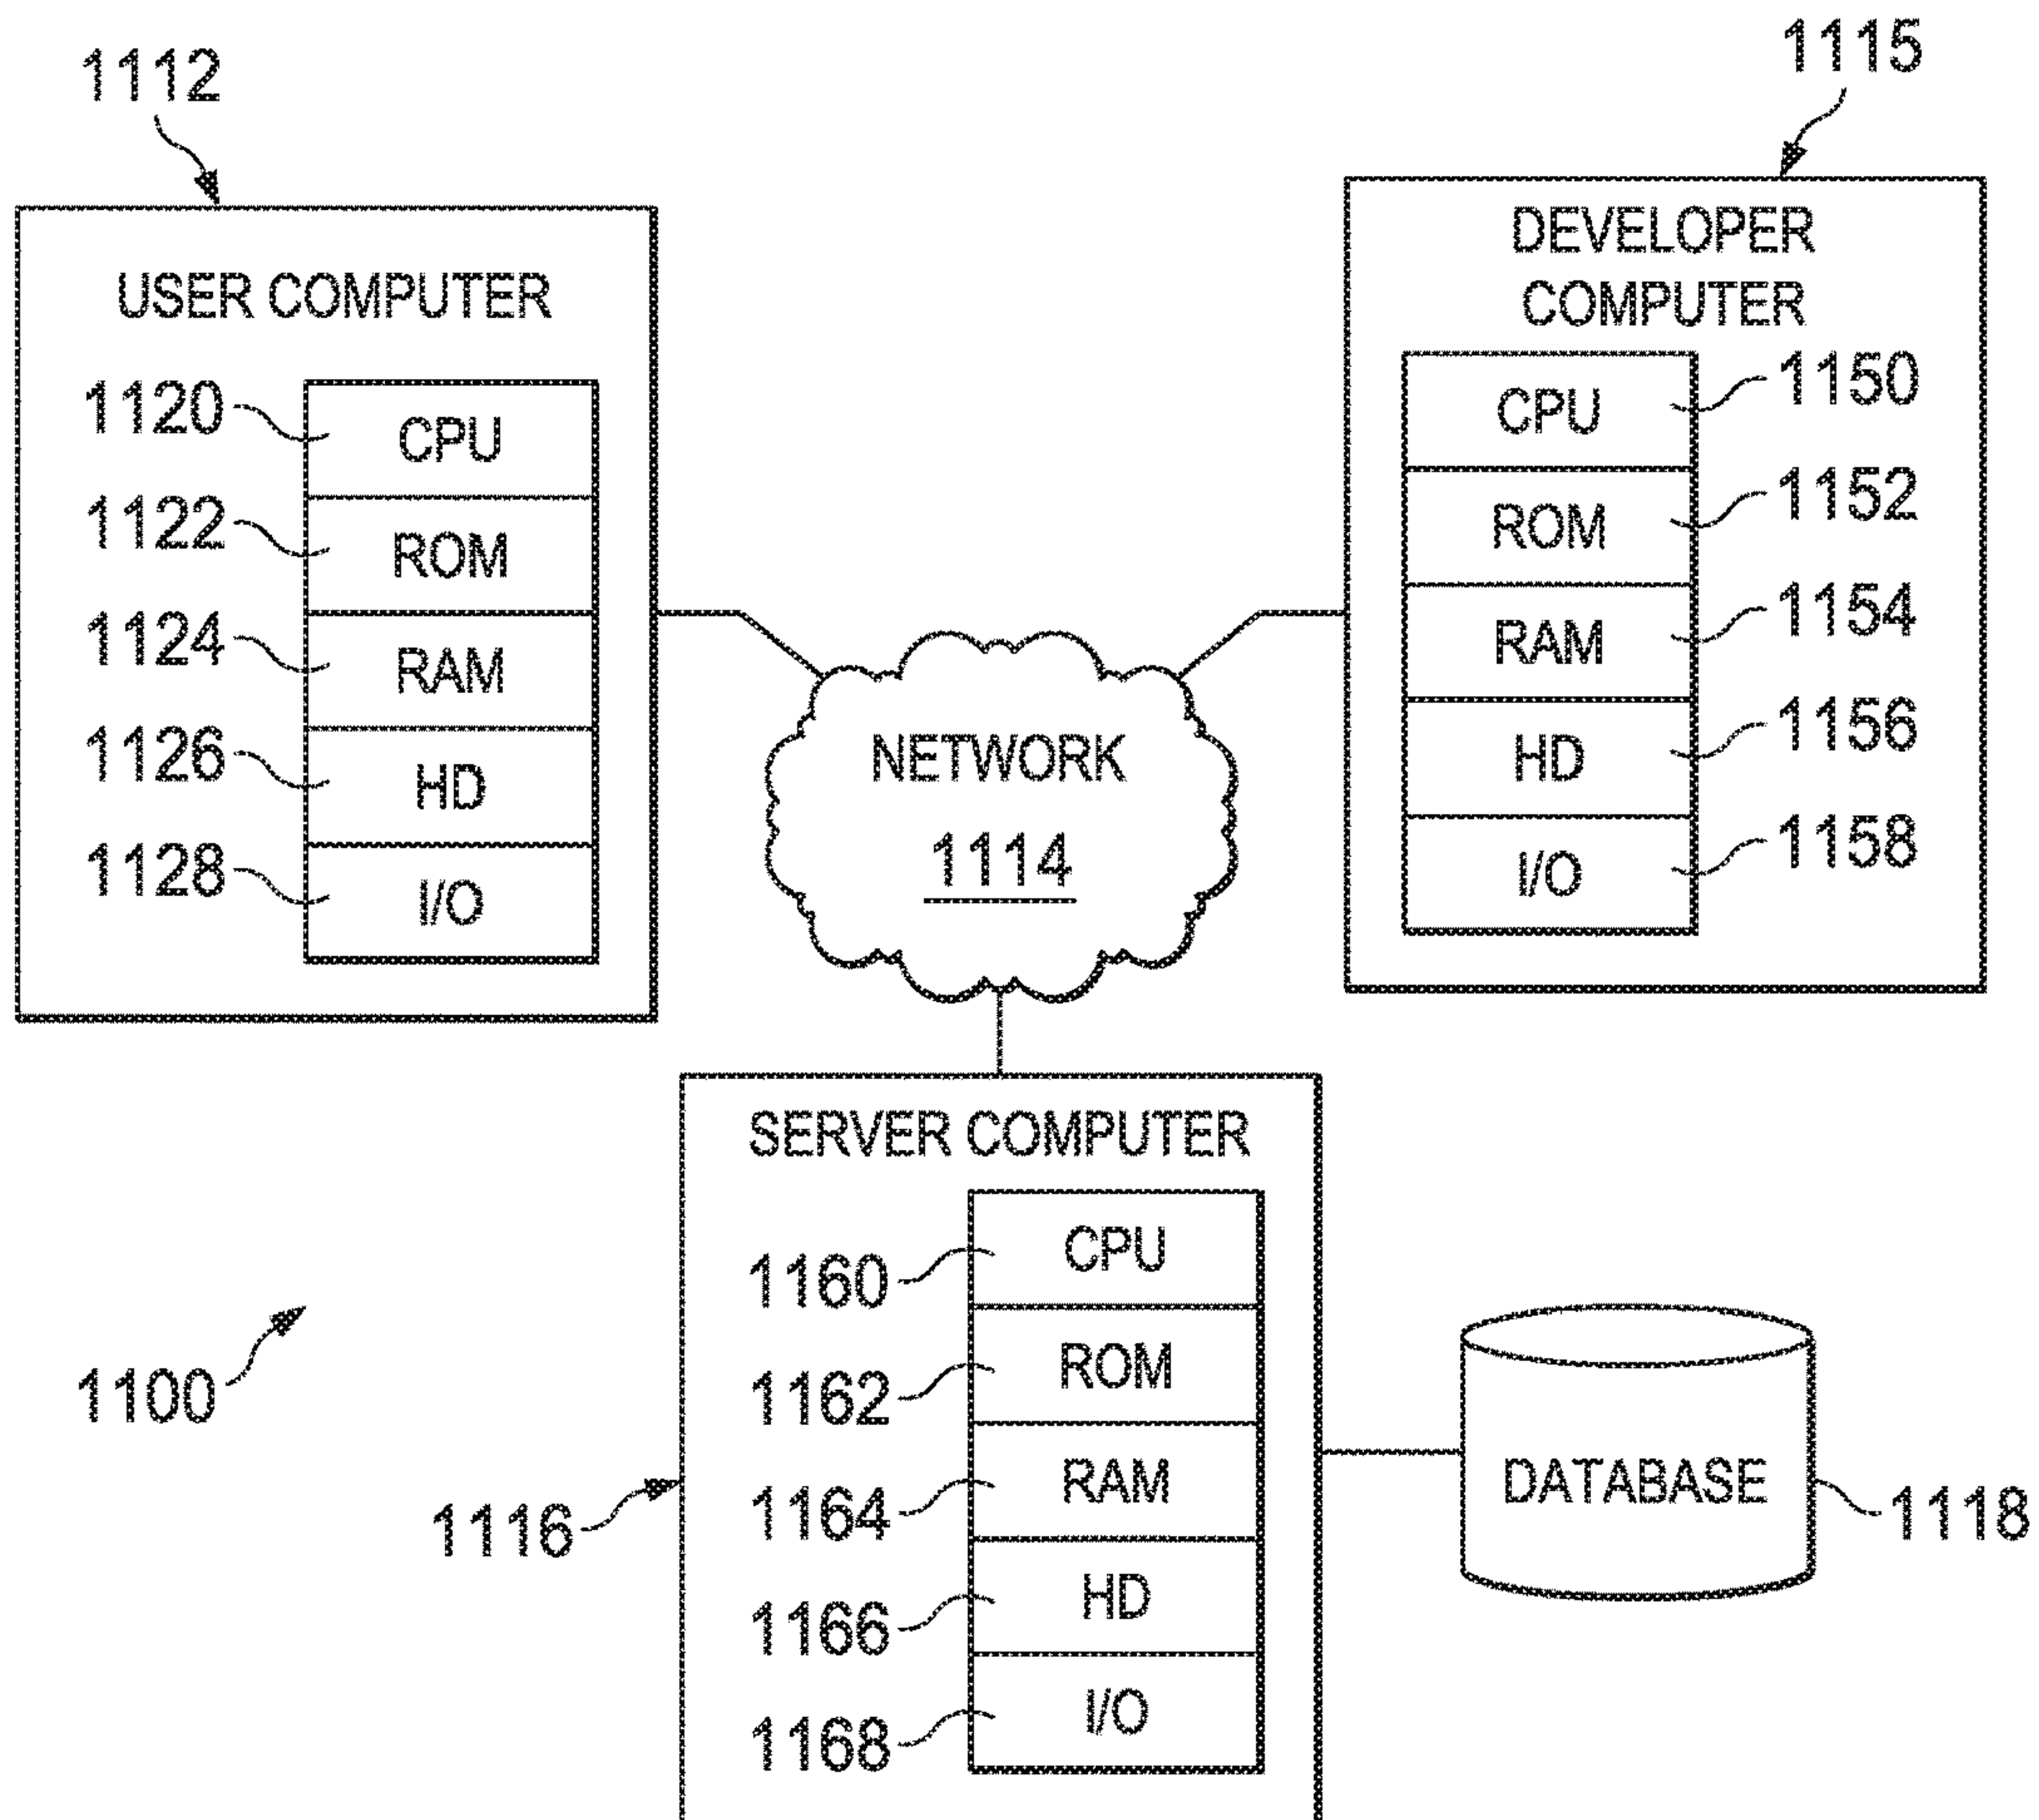 1112
1115
USER COMPUTER
1120
CPU
1122
ROM
1124
RAM
1126
HD
1128
I/O
DEVELOPER
COMPUTER
CPU
1150
ROM
1152
RAM
1154
HD
1156
I/O
1158
NETWORK
1114
SERVER COMPUTER
1160
CPU
1162
ROM
1164
RAM
1166
HD
1168
I/O
1100
1116
DATABASE
1118